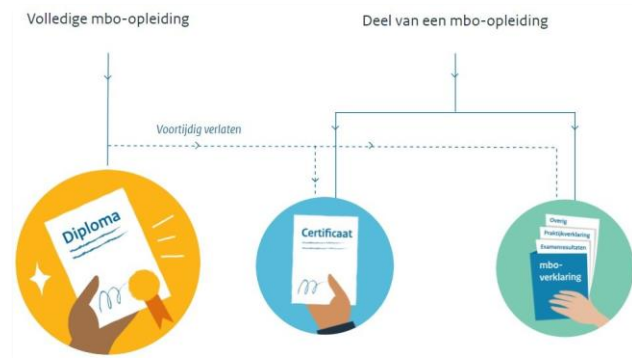 Volledige mbo-opleiding
Deel van een mbo-opleiding
Voortijdig verlaten
Diploma
Certificaat
Overig
Praktijkverklaring
Examenresultaten
mbo-
verklaring